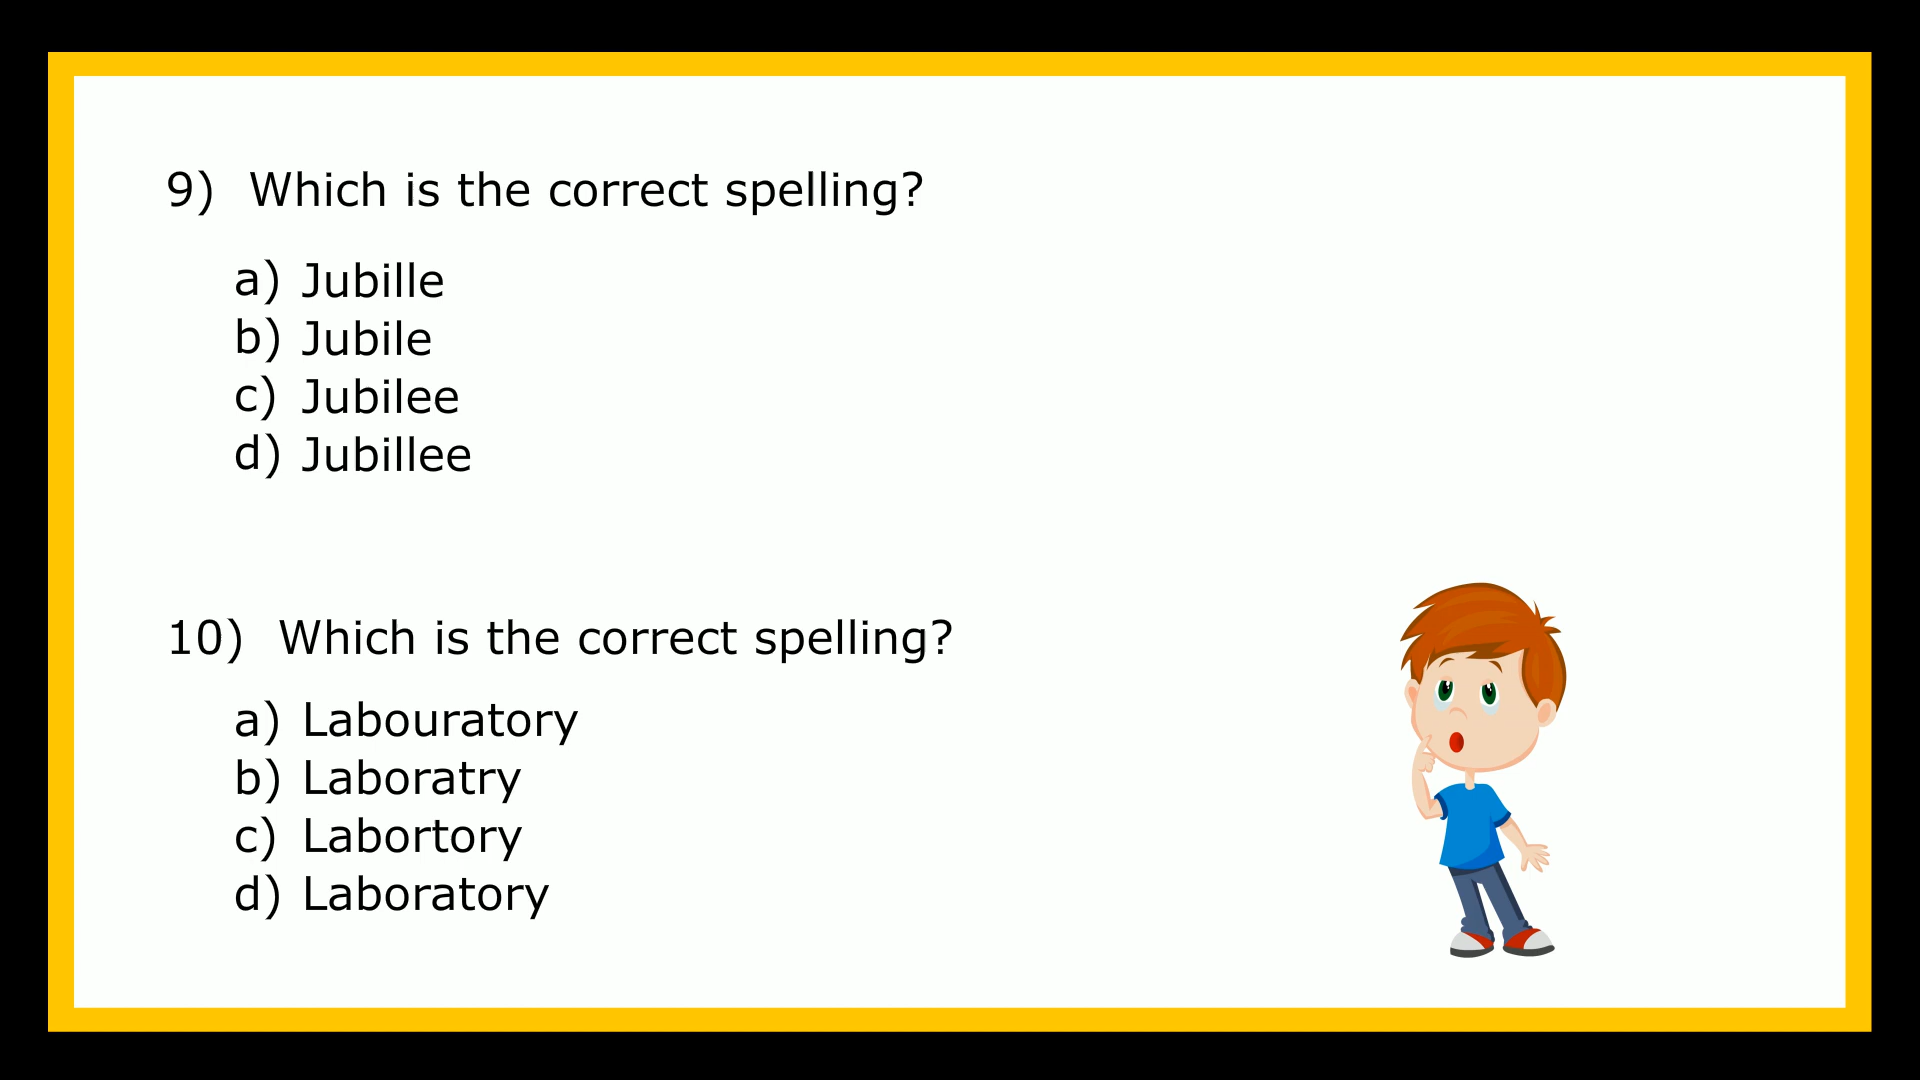 9) Which is the correct spelling?
a) Jubille
b) Jubile
c) Jubilee
d) Jubillee
10) Which is the correct spelling?
a) Labouratory
b) Laboratry
c) Labortory
d) Laboratory